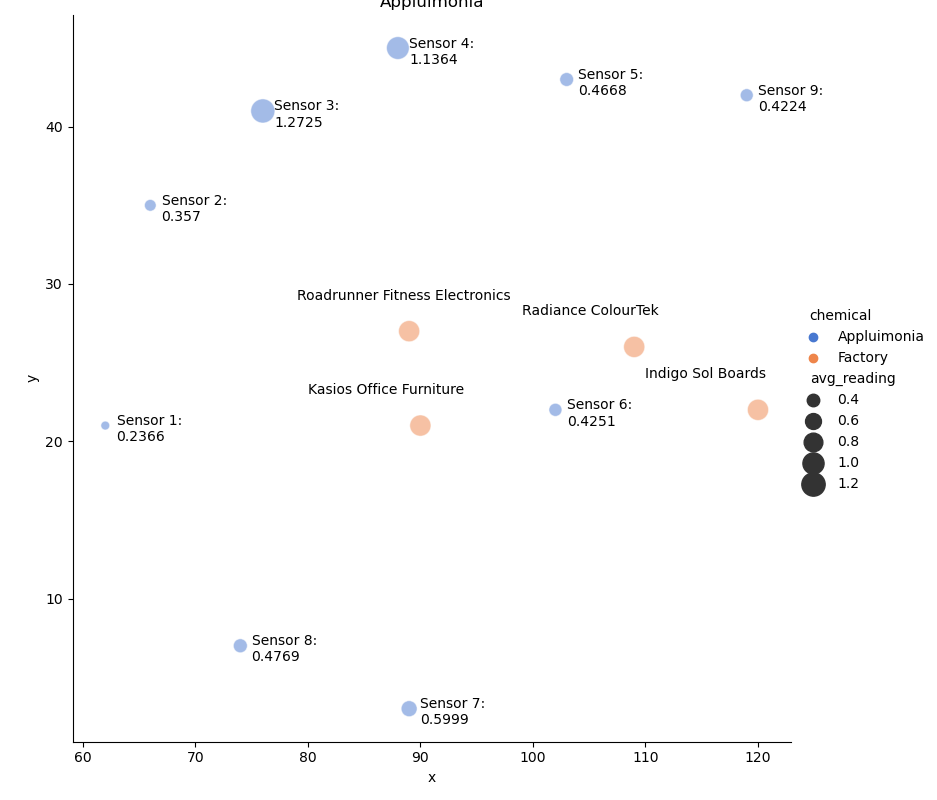 Appluimonia
Sensor 4:
1.1364
Sensor 5:
0.4668
Sensor 9:
0.4224
Sensor 3:
1.2725
40
Sensor 2:
0.357
30
Roadrunner Fitness Electronics
Radiance ColourTek
Indigo Sol Boards
Kasios Office Furniture
Sensor 6:
0.4251
Sensor 1:
0.2366
20
y
10
Sensor 8:
0.4769
Sensor 7:
0.5999
60 70 80 90 100 110 120
x
chemical
Appluimonia
Factory
avg_reading
0.4
0.6
0.8
1.0
1.2